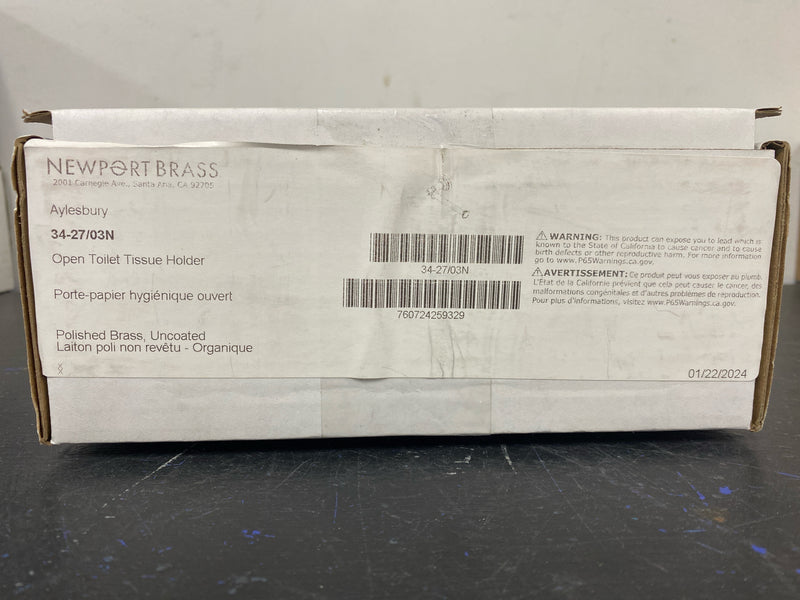 NEWPORT BRASS
2001 Carnegie Ave., Santa Ana, CA 92705
Aylesbury
34-27/03N
Open Toilet Tissue Holder
Porte-papier hygiénique ouvert
Polished Brass, Uncoated
Laiton poli non revêtu - Organique
34-27/03N
760724259329
⚠WARNING: This product can expose you to lead which is
known to the State of California to cause cancer and to cause
birth defects or other reproductive harm. For more information
go to www.P65Warnings.ca.gov.
⚠AVERTISSEMENT: Ce produit peut vous exposer au plomb.
L'État de la Californie prévient que cela peut causer le cancer, des
malformations congénitales et d'autres problèmes de reproduction.
Pour plus d'informations, visitez www.P65Warnings.ca.gov.
01/22/2024